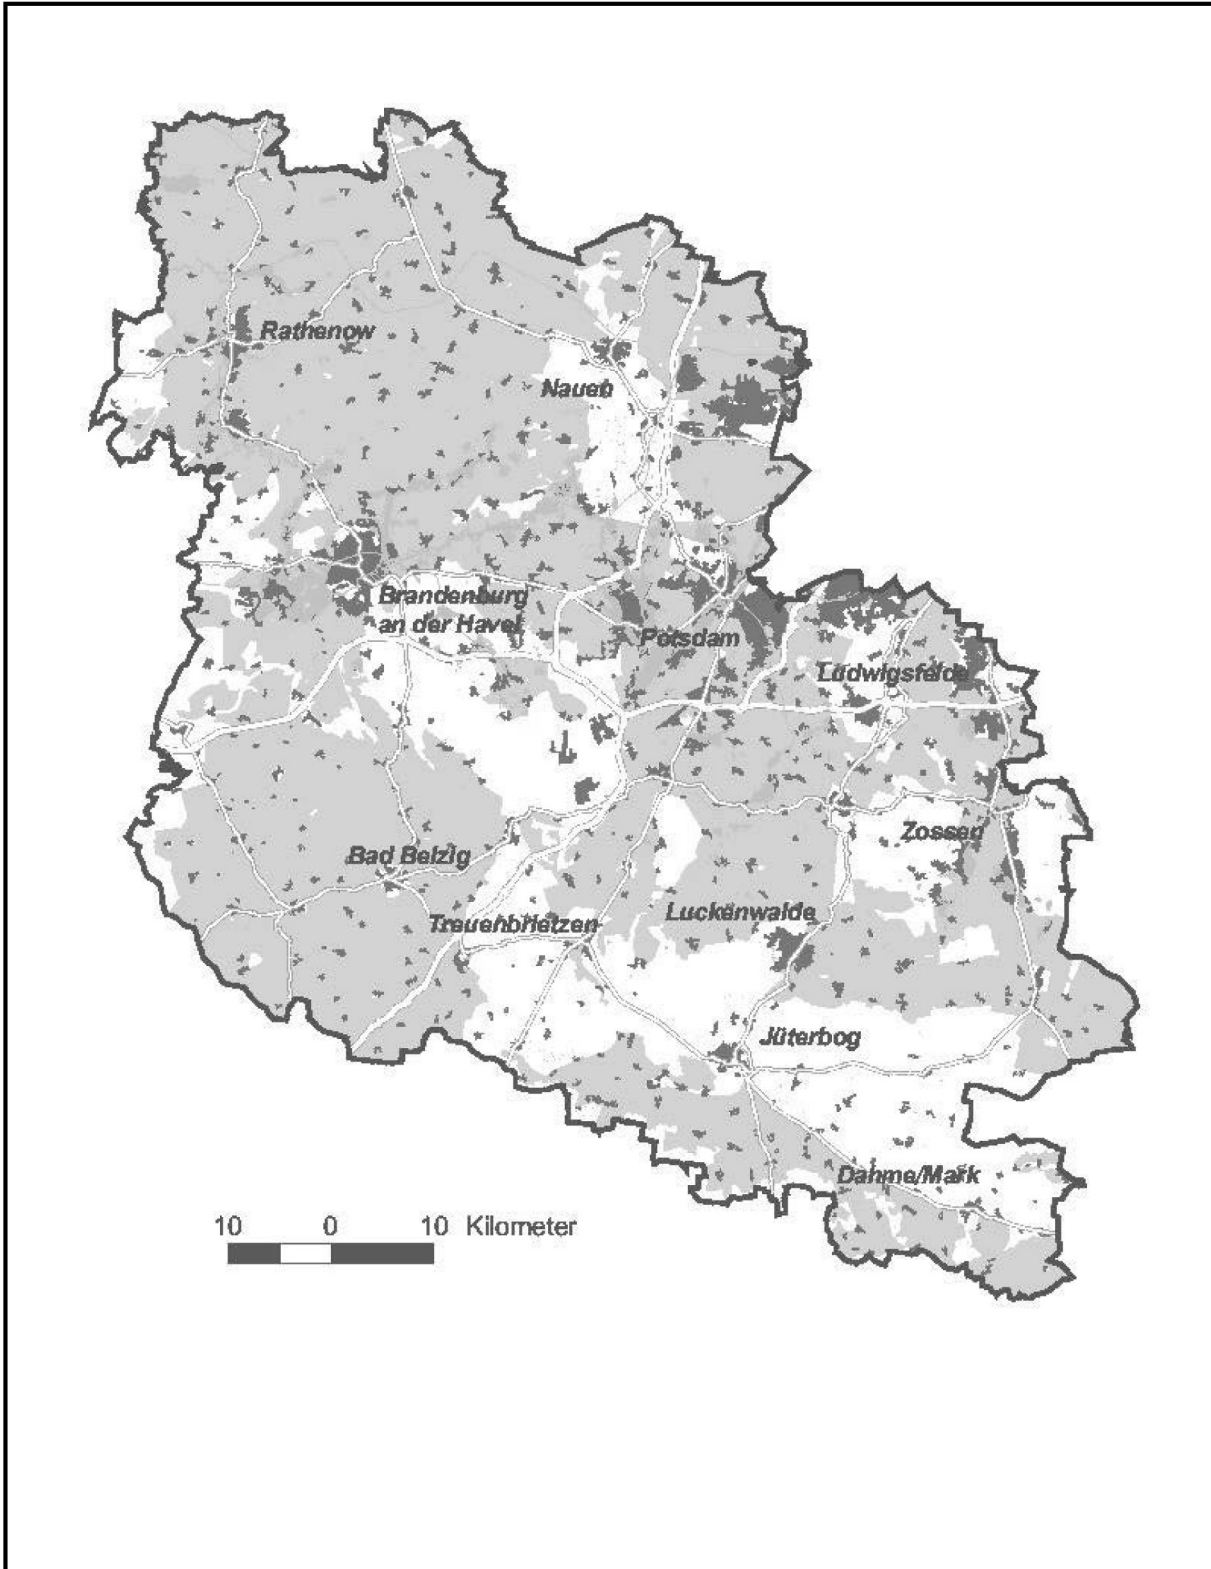 Rathenow
Nauen
Brandenburg
an der Havel
Potsdam
Ludwigsfelde
Zossen
Bad Belzig
Luckenwalde
Treuenbrietzen
Jüterbog
Dahme/Mark
10 0 10 Kilometer